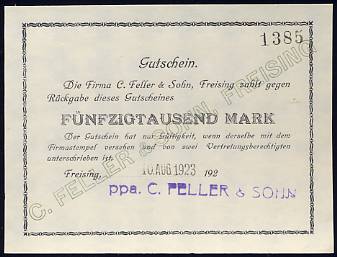 1385
Gutschein.
Die Firma C. Feller & Sohn, Freising zahlt gegen
Rückgabe dieses Gutscheines
FÜNFZIGTAUSEND MARK
Der Gutschein hat nur Gültigkeit, wenn derselbe mit dem
Firmastempel versehen und von zwei Vertretungsberechtigten
unterschrieben ist.
Freising, 10. AUG 1923 192
ppa. C. FELLER & SOHN
C. FELLER & SOHN, FREISING